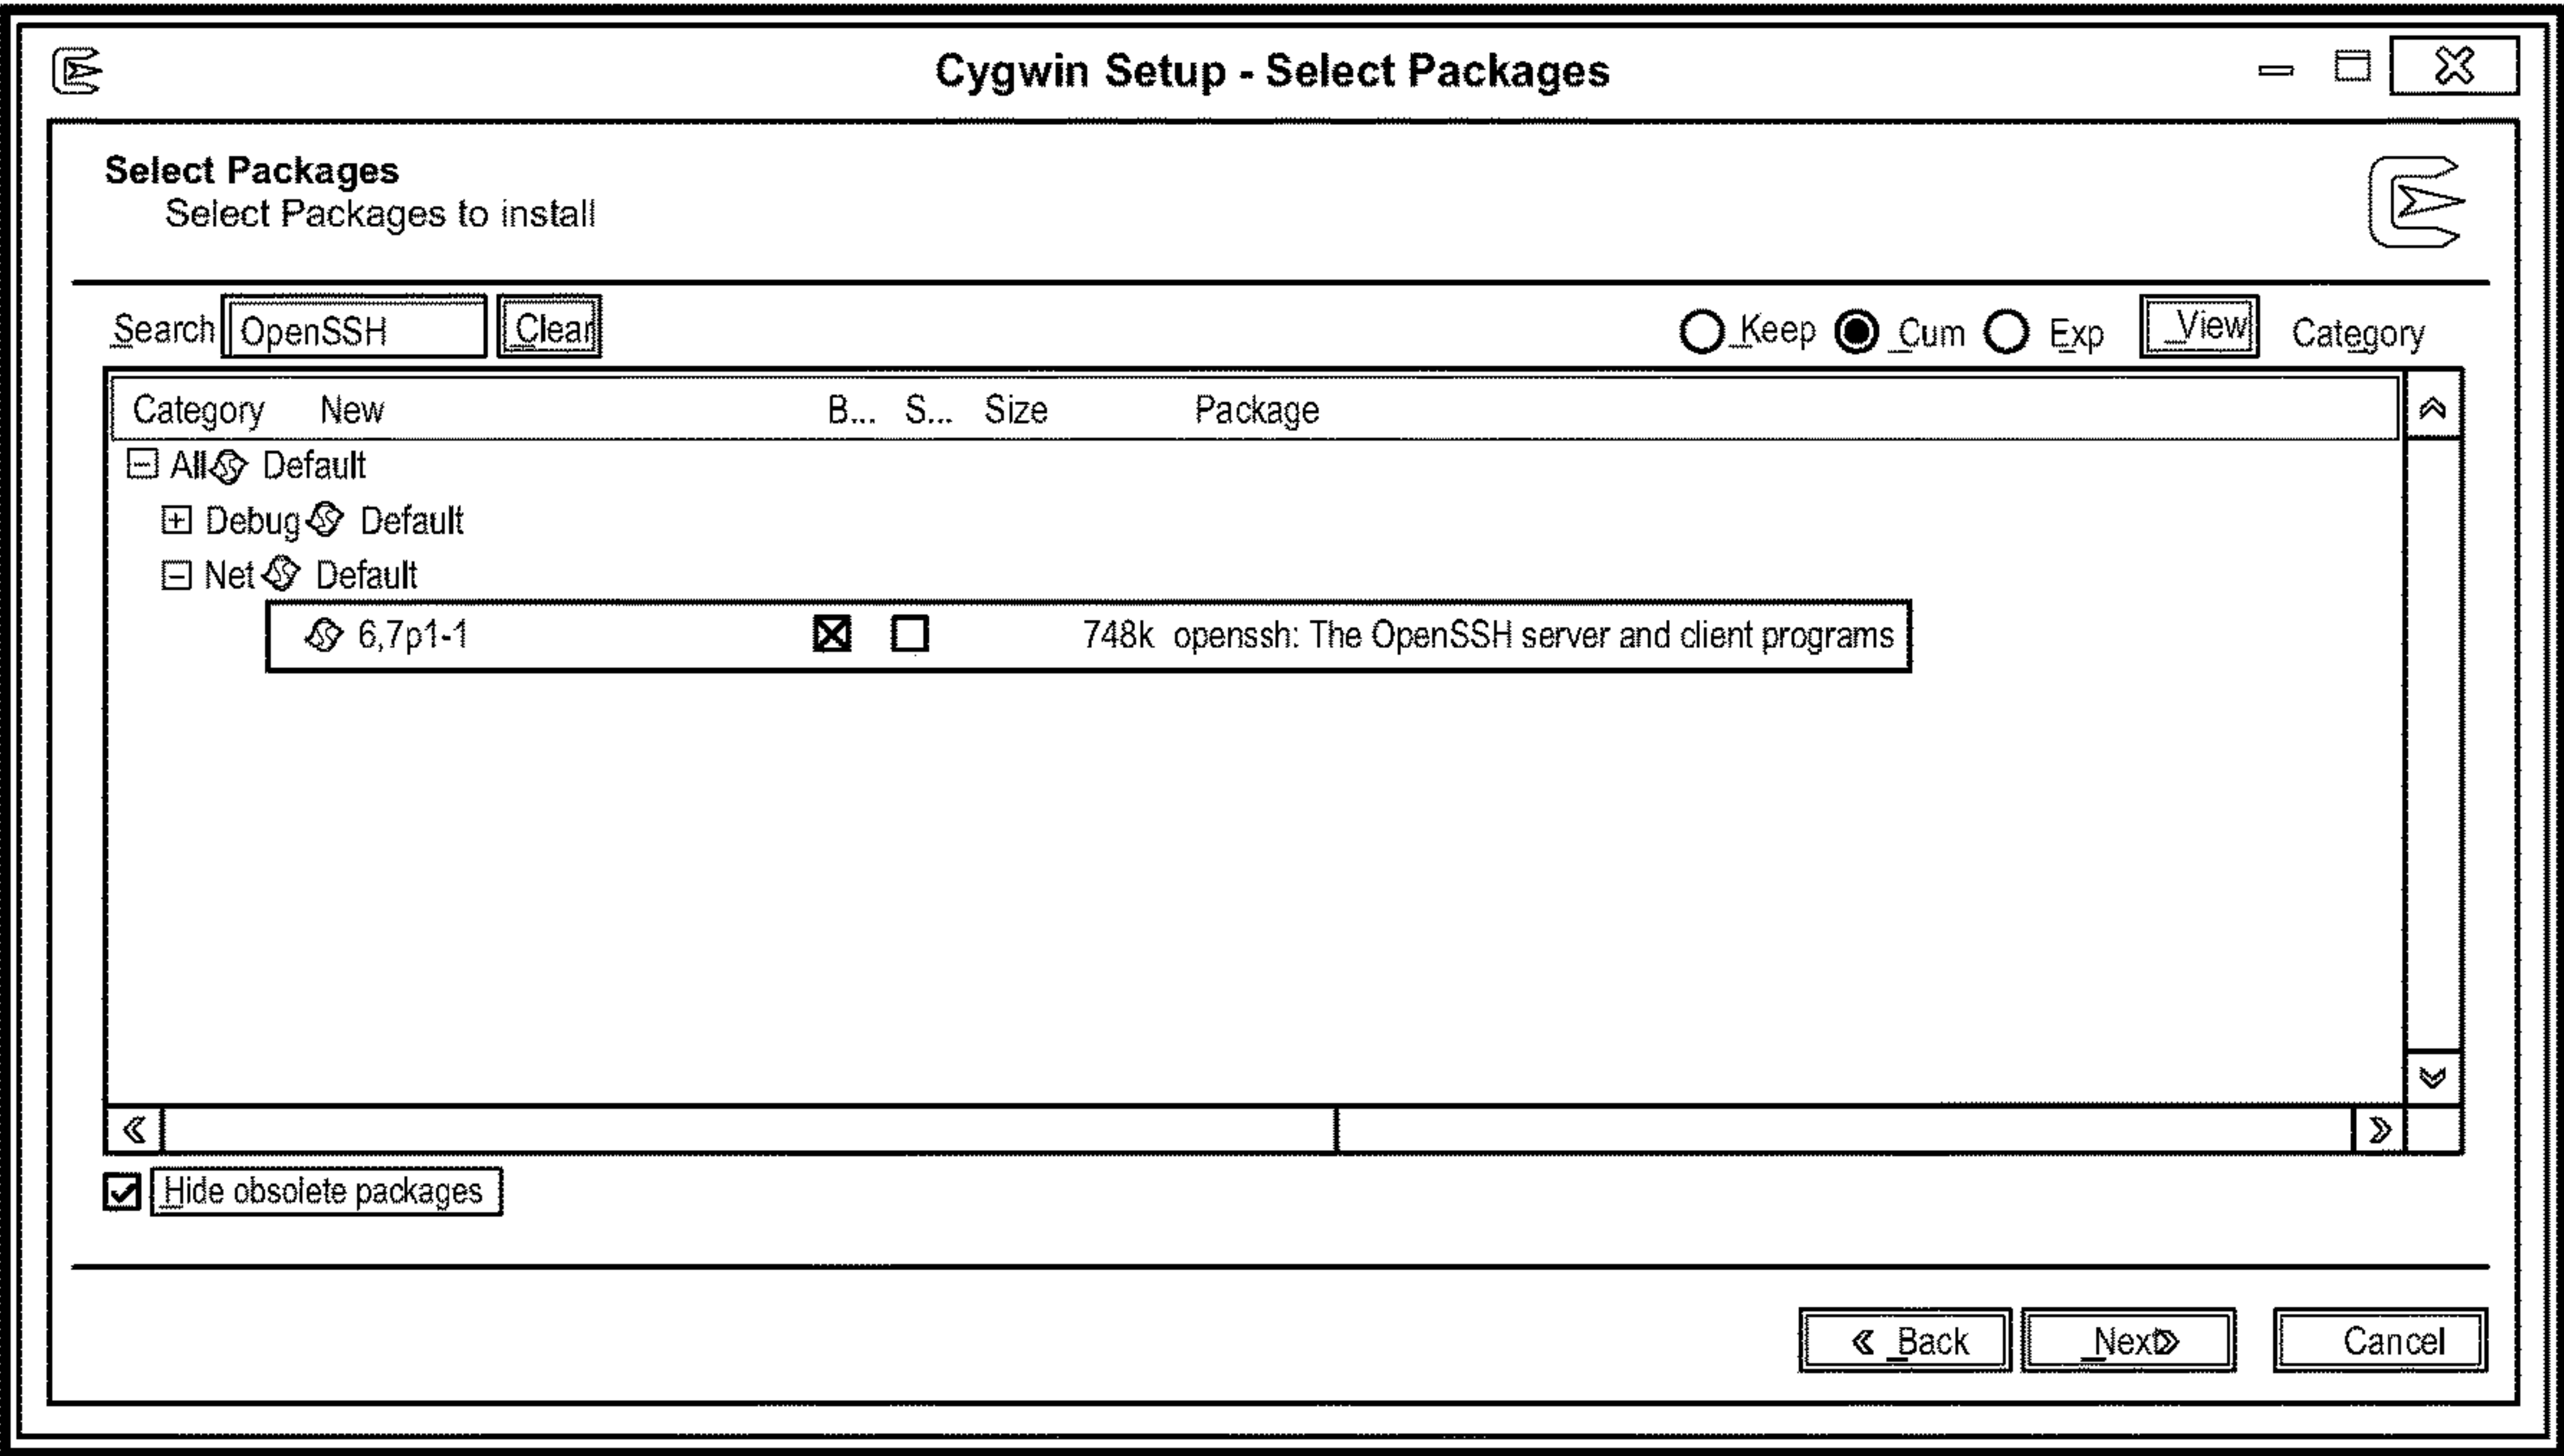 Cygwin Setup - Select Packages
Select Packages
Select Packages to install
Search OpenSSH Clear Keep Cum Exp View Category
Category New B... S... Size Package
All Default
Debug Default
Net Default
6,7p1-1 748k openssh: The OpenSSH server and client programs
Hide obsolete packages
Back Next Cancel